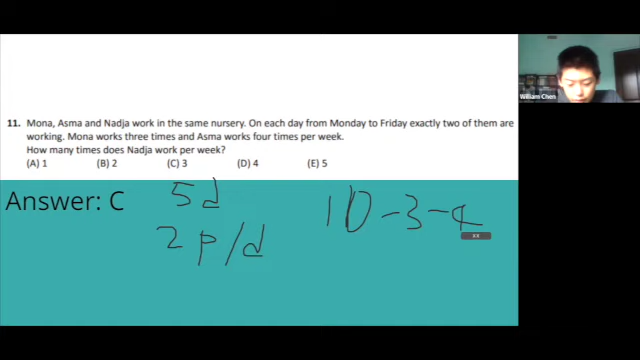 11. Mona, Asma and Nadja work in the same nursery. On each day from Monday to Friday exactly two of them are
working. Mona works three times and Asma works four times per week.
How many times does Nadja work per week?
(A) 1 (B) 2 (C) 3 (D) 4 (E) 5
Answer: C
5d
2 p/d
10-3-4
William Chen